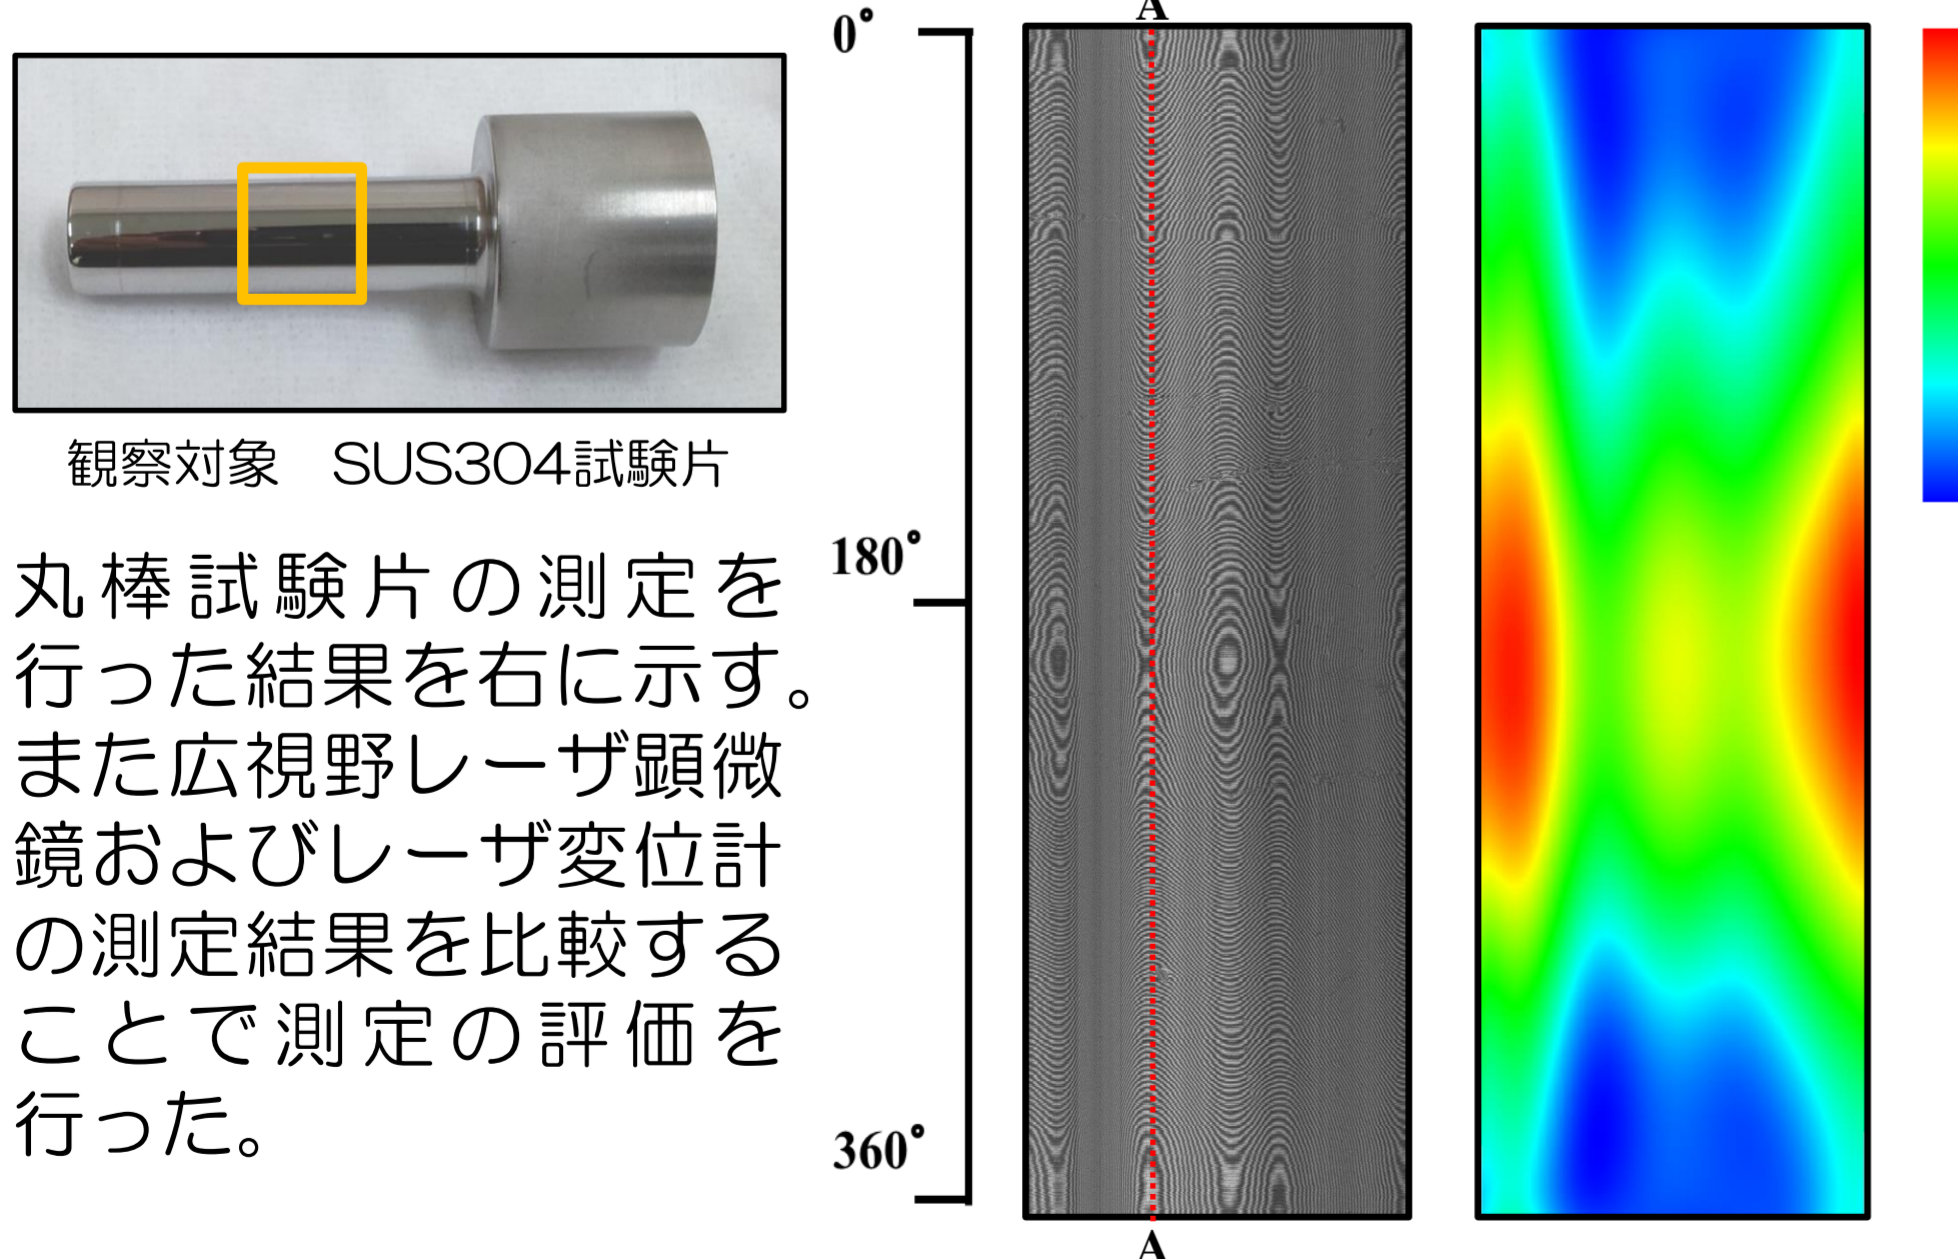 観察対象　SUS304試験片
丸棒試験片の測定を
行った結果を右に示す。
また広視野レーザ顕微
鏡およびレーザ変位計
の測定結果を比較する
ことで測定の評価を
行った。
0°
180°
360°
A
A